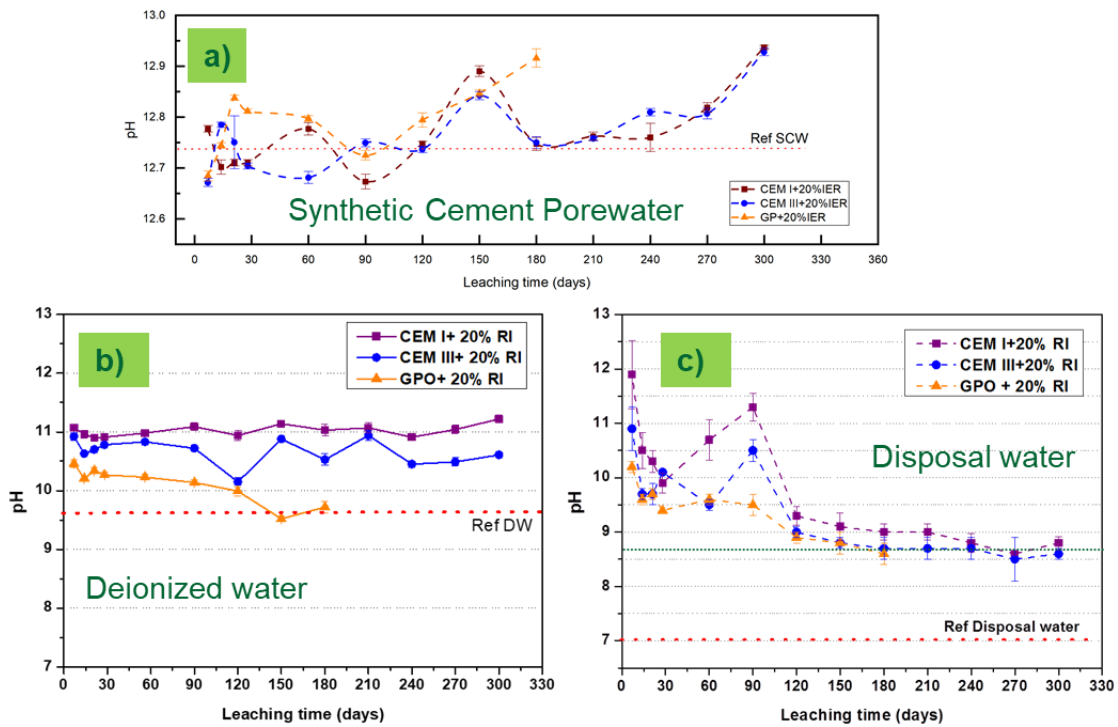 a)
13.0
12.9
12.8
12.7
12.6
pH
Ref SCW
Synthetic Cement Porewater
CEM I+20%IER
CEM III+20%IER
GP+20%IER
0 30 60 90 120 150 180 210 240 270 300 330 360
Leaching time (days)
b)
13
12
11
10
9
8
7
pH
CEM I+ 20% RI
CEM III+ 20% RI
GPO+ 20% RI
Ref DW
Deionized water
0 30 60 90 120 150 180 210 240 270 300 330
Leaching time (days)
c)
13
12
11
10
9
8
7
pH
CEM I+20% RI
CEM III+20% RI
GPO + 20% RI
Disposal water
Ref Disposal water
0 30 60 90 120 150 180 210 240 270 300 330
Leaching time (days)